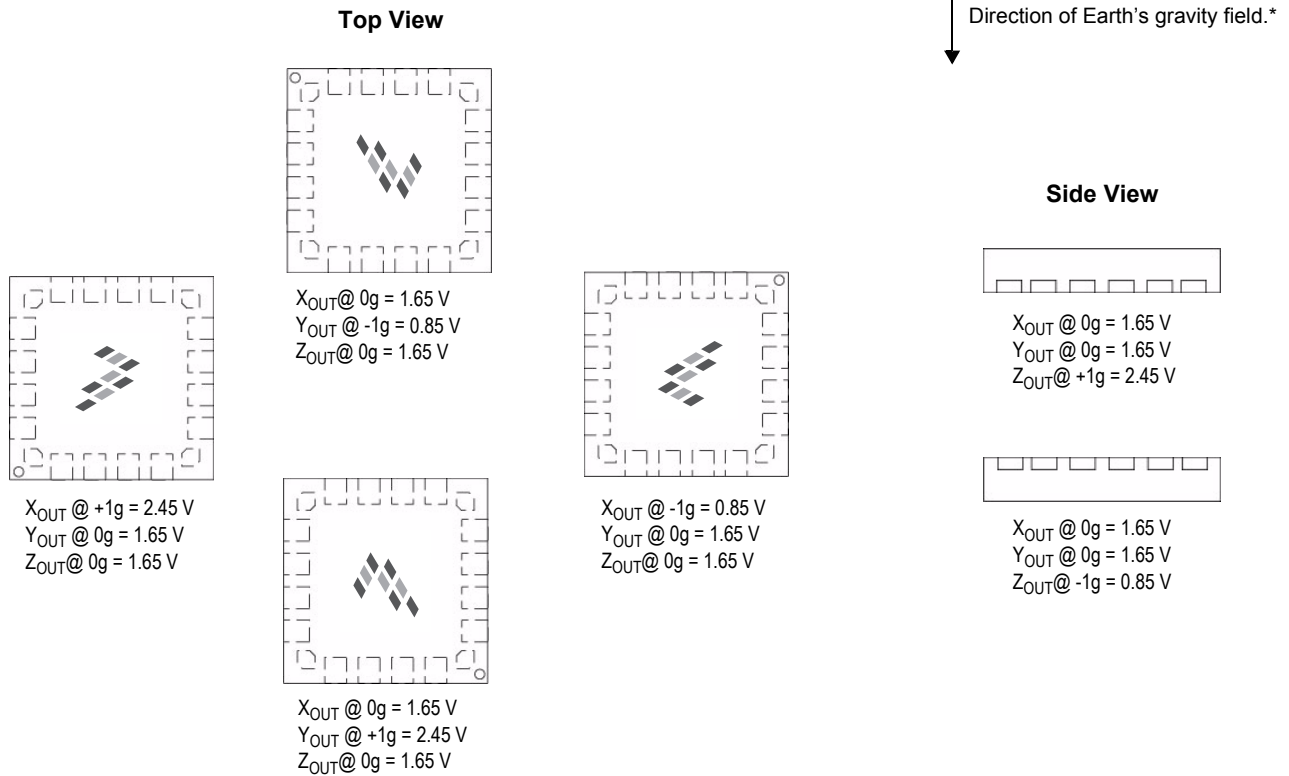 Direction of Earth's gravity field.*
Top View
X_OUT@ 0g = 1.65 V
Y_OUT @ -1g = 0.85 V
Z_OUT@ 0g = 1.65 V
X_OUT @ +1g = 2.45 V
Y_OUT @ 0g = 1.65 V
Z_OUT@ 0g = 1.65 V
X_OUT @ -1g = 0.85 V
Y_OUT @ 0g = 1.65 V
Z_OUT@ 0g = 1.65 V
X_OUT @ 0g = 1.65 V
Y_OUT @ +1g = 2.45 V
Z_OUT@ 0g = 1.65 V
Side View
X_OUT @ 0g = 1.65 V
Y_OUT @ 0g = 1.65 V
Z_OUT@ +1g = 2.45 V
X_OUT @ 0g = 1.65 V
Y_OUT @ 0g = 1.65 V
Z_OUT@ -1g = 0.85 V